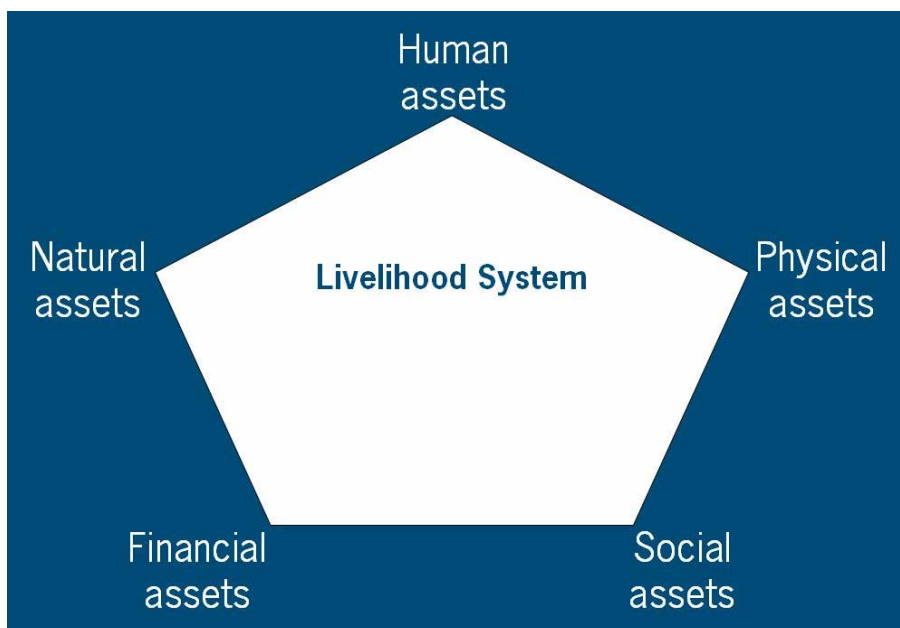 Human
assets
Natural
assets
Livelihood System
Physical
assets
Financial
assets
Social
assets